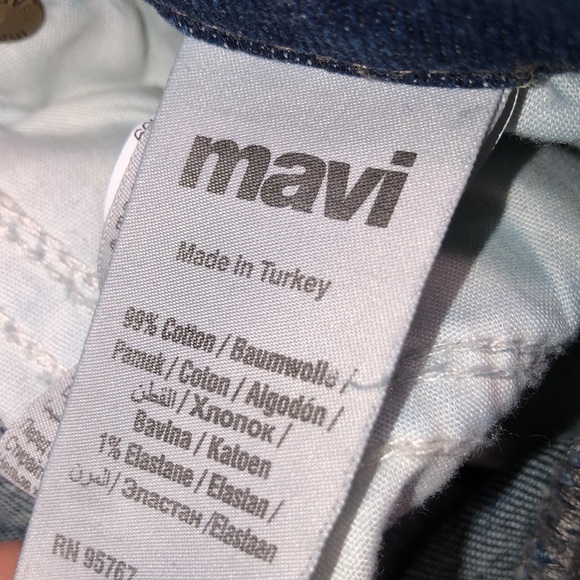 mavi
Made in Turkey
99% Cotton / Baumwolle /
Pamuk / Coton / Algodón /
القطن / Хлопок /
Bavlna / Katoen
1% Elastane / Elastan /
المرن / Эластан /Elastaan
RN 95767